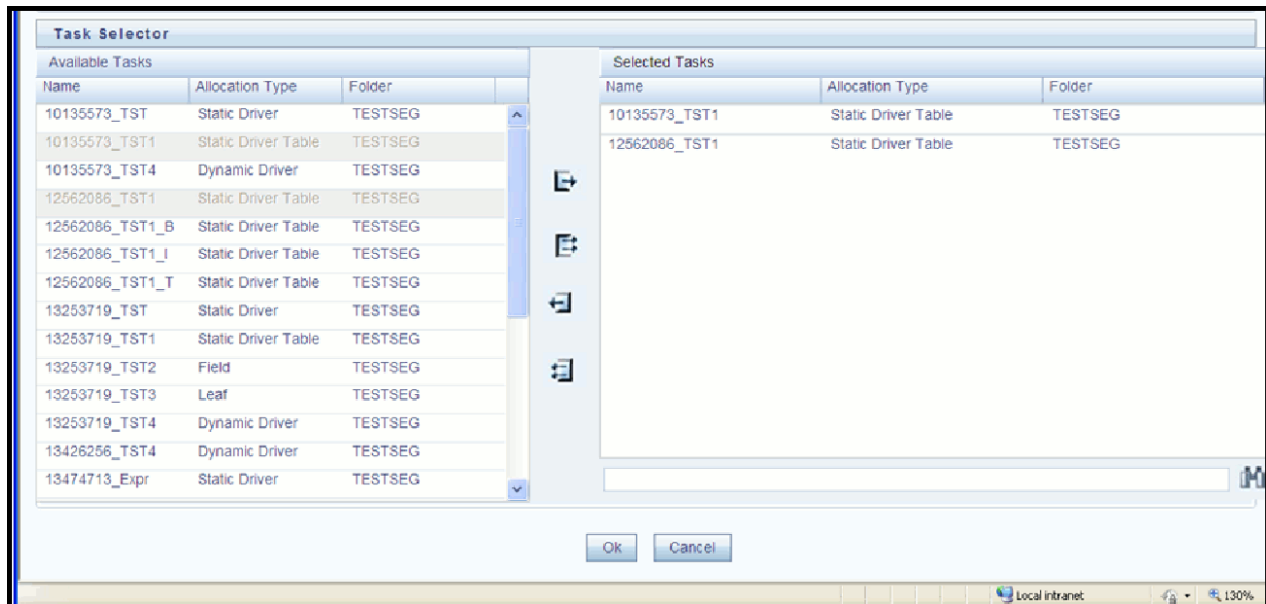 Task Selector
Available Tasks
Name Allocation Type Folder
10135573_TST Static Driver TESTSEG
10135573_TST1 Static Driver Table TESTSEG
10135573_TST4 Dynamic Driver TESTSEG
12562086_TST1 Static Driver Table TESTSEG
12562086_TST1_B Static Driver Table TESTSEG
12562086_TST1_I Static Driver Table TESTSEG
12562086_TST1_T Static Driver Table TESTSEG
13253719_TST Static Driver TESTSEG
13253719_TST1 Static Driver Table TESTSEG
13253719_TST2 Field TESTSEG
13253719_TST3 Leaf TESTSEG
13253719_TST4 Dynamic Driver TESTSEG
13426256_TST4 Dynamic Driver TESTSEG
13474713_Expr Static Driver TESTSEG
Selected Tasks
Name Allocation Type Folder
10135573_TST1 Static Driver Table TESTSEG
12562086_TST1 Static Driver Table TESTSEG
Ok Cancel
Local intranet 130%